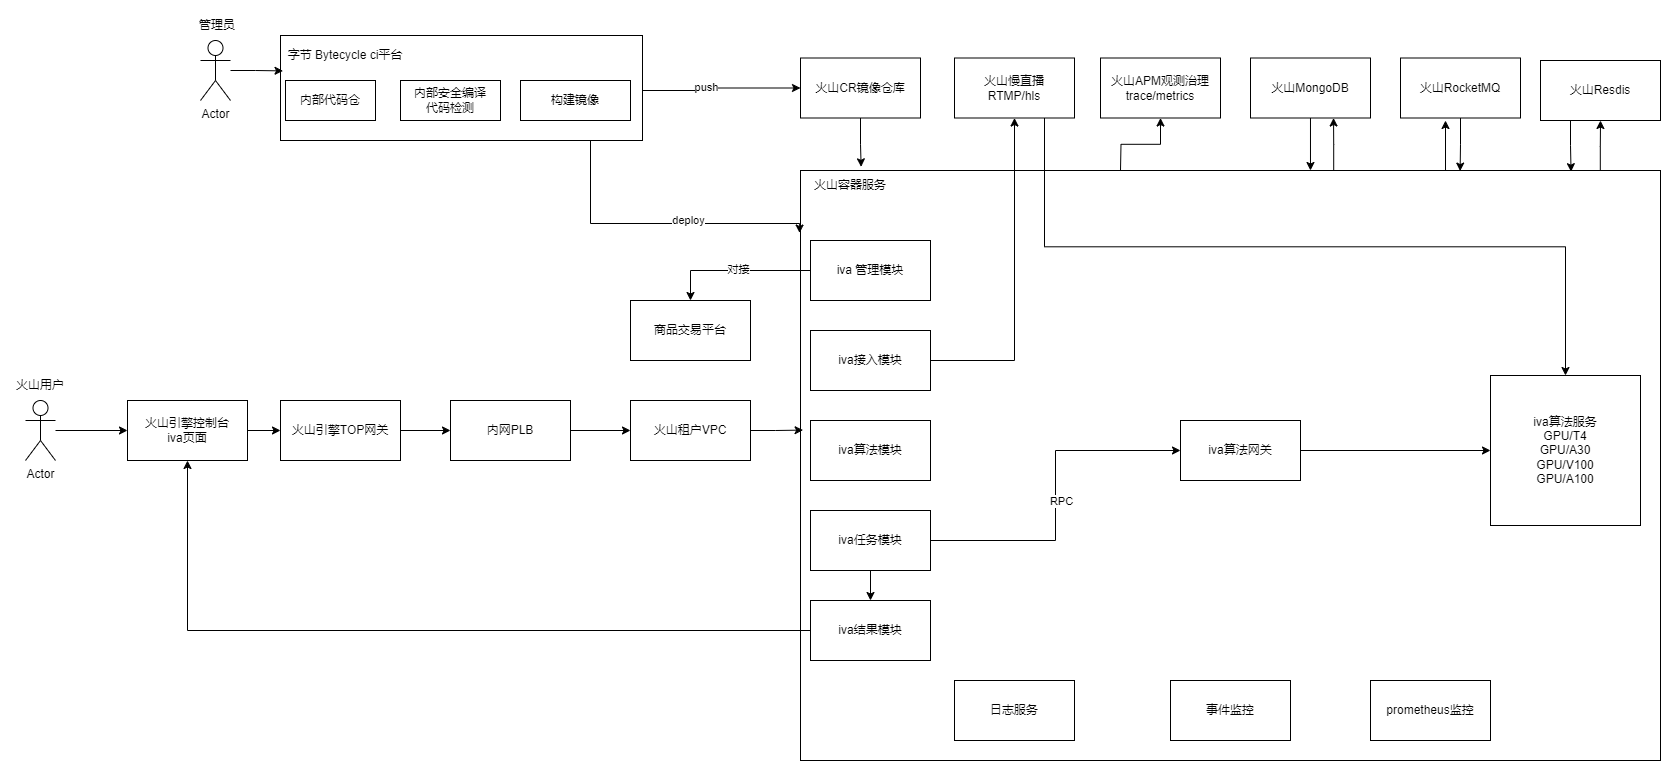 管理员
Actor
字节 Bytecycle ci平台
内部代码仓
内部安全编译
代码检测
构建镜像
push
火山CR镜像仓库
火山慢直播
RTMP/hls
火山APM观测治理
trace/metrics
火山MongoDB
火山RocketMQ
火山Resdis
火山容器服务
deploy
iva 管理模块
对接
商品交易平台
iva接入模块
火山用户
Actor
火山引擎控制台
iva页面
火山引擎TOP网关
内网PLB
火山租户VPC
iva算法模块
iva算法网关
iva算法服务
GPU/T4
GPU/A30
GPU/V100
GPU/A100
RPC
iva任务模块
iva结果模块
日志服务
事件监控
prometheus监控